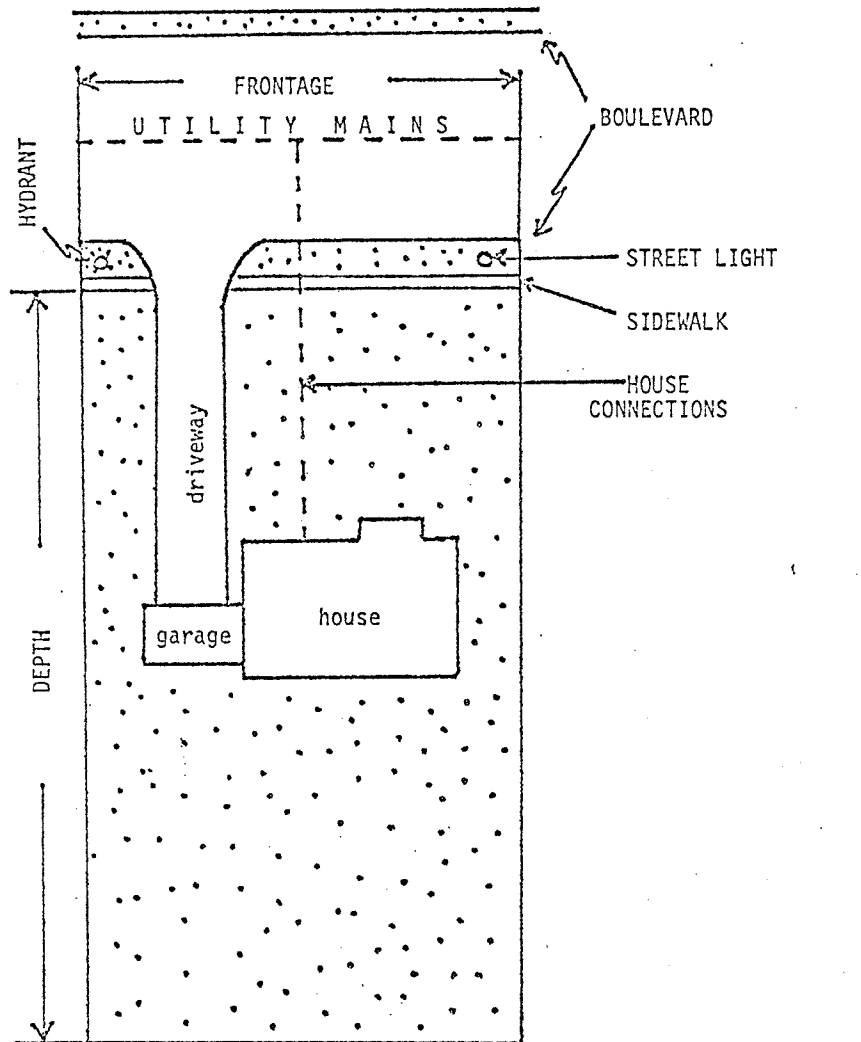 FRONTAGE
UTILITY MAINS
BOULEVARD
HYDRANT
STREET LIGHT
SIDEWALK
HOUSE
CONNECTIONS
driveway
house
garage
DEPTH